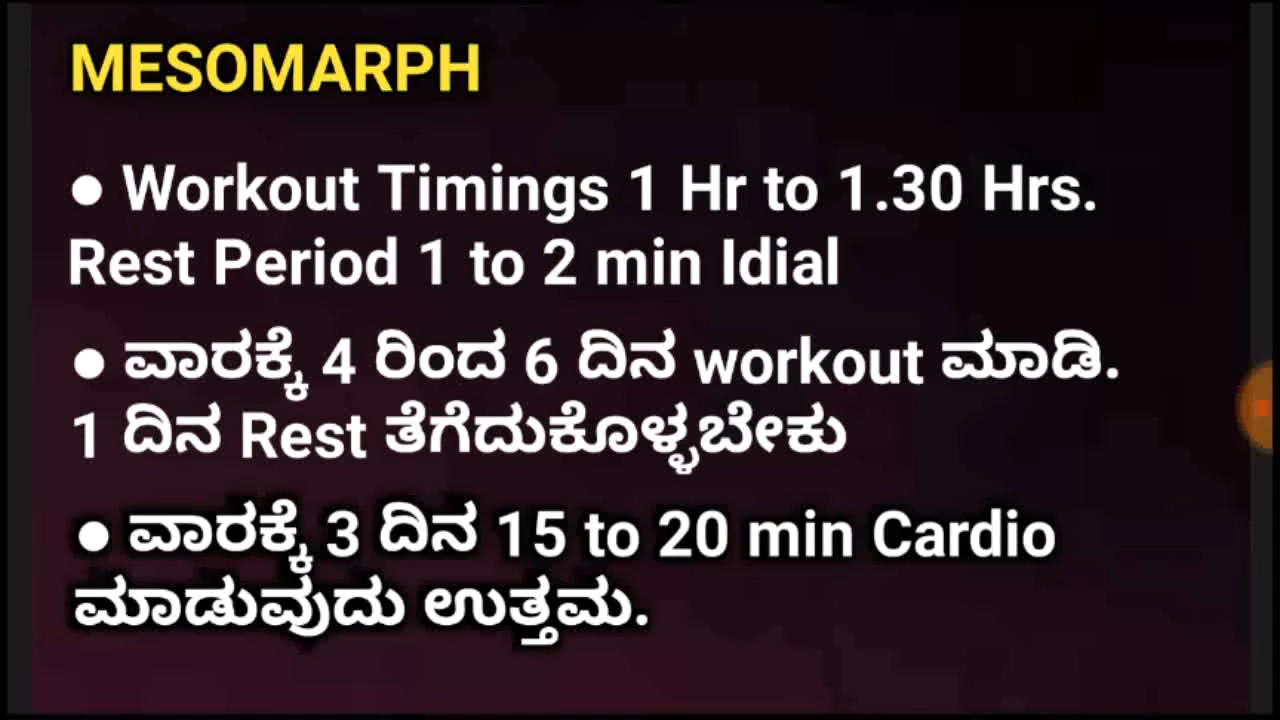 MESOMARPH
● Workout Timings 1 Hr to 1.30 Hrs.
Rest Period 1 to 2 min Idial
● ವಾರಕ್ಕೆ 4 ರಿಂದ 6 ದಿನ workout ಮಾಡಿ.
1 ದಿನ Rest ತೆಗೆದುಕೊಳ್ಳಬೇಕು
● ವಾರಕ್ಕೆ 3 ದಿನ 15 to 20 min Cardio
ಮಾಡುವುದು ಉತ್ತಮ.